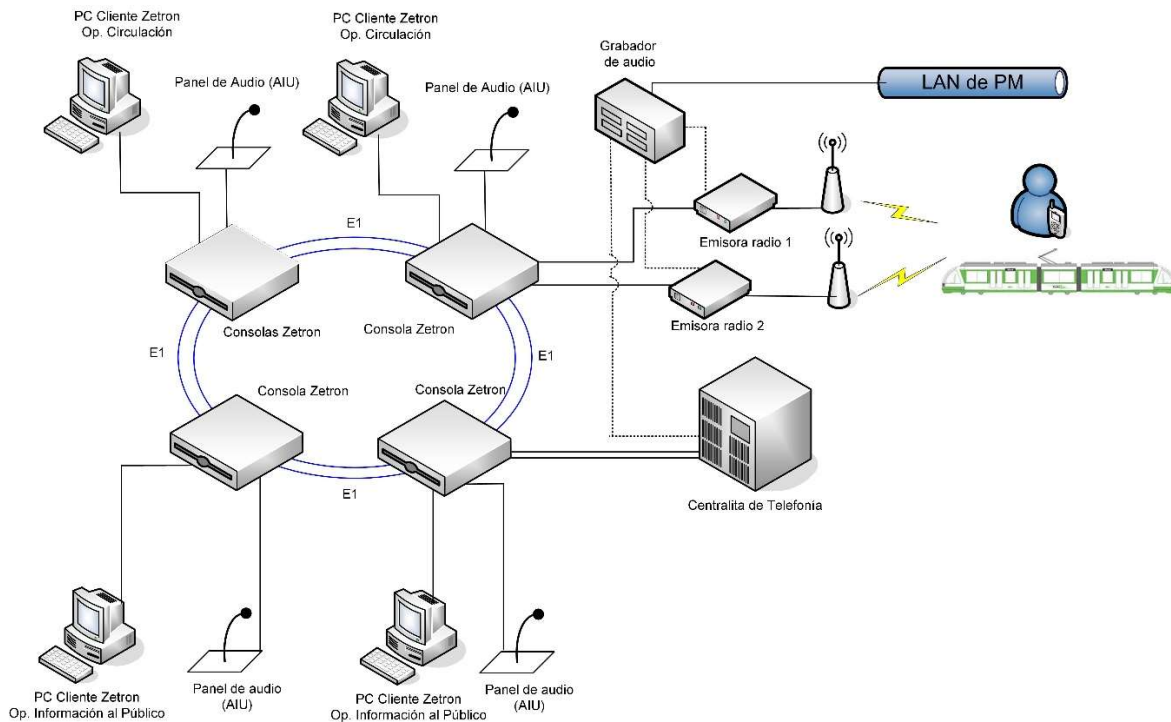 PC Cliente Zetron
Op. Circulación
PC Cliente Zetron
Op. Circulación
Grabador
de audio
Panel de Audio (AIU)
Panel de Audio (AIU)
LAN de PM
E1
Emisora radio 1
Consolas Zetron
Consola Zetron
Emisora radio 2
E1
E1
Consola Zetron
Consola Zetron
E1
Centralita de Telefonía
PC Cliente Zetron
Op. Información al Público
Panel de audio
(AIU)
PC Cliente Zetron
Op. Información al Público
Panel de audio
(AIU)